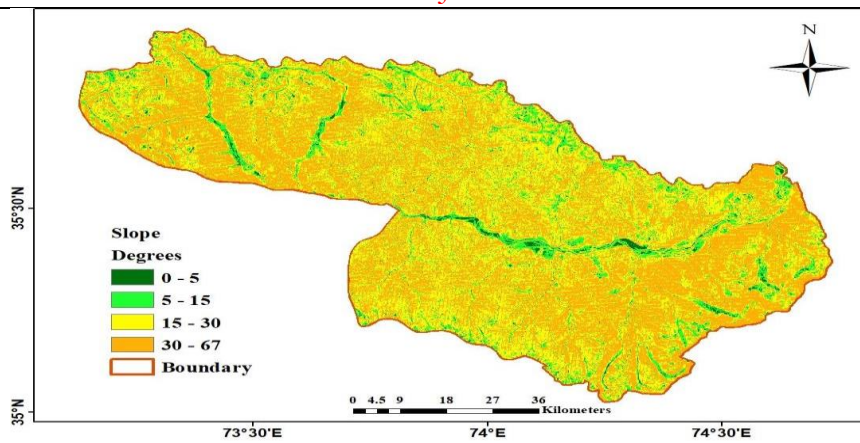 N
35°30'N
Slope
Degrees
0 - 5
5 - 15
15 - 30
30 - 67
Boundary
0 4.5 9 18 27 36
Kilometers
35°N
73°30'E 74°E 74°30'E